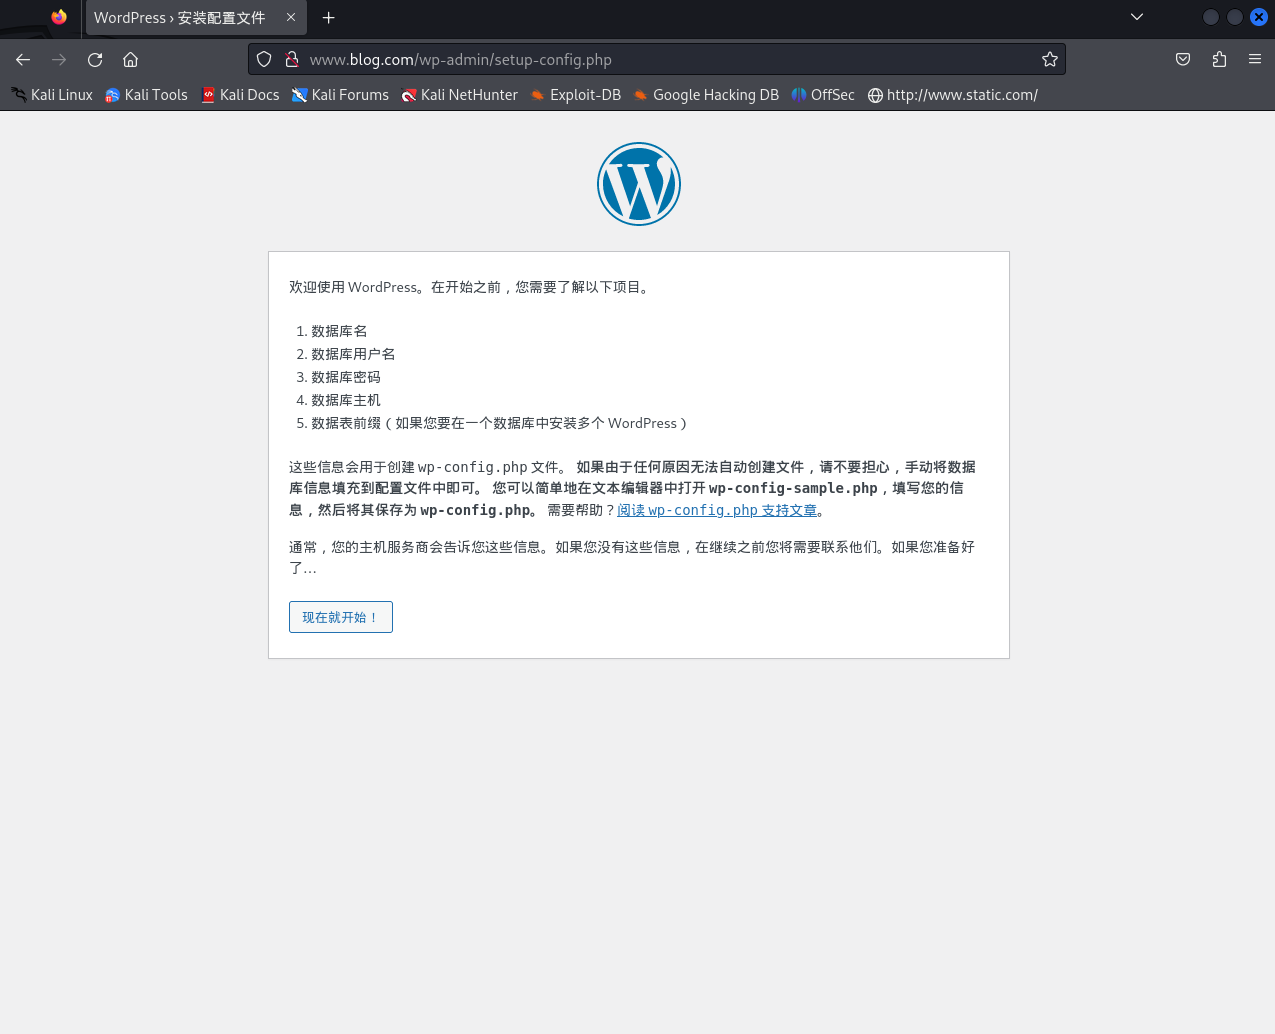 WordPress › 安装配置文件
www.blog.com/wp-admin/setup-config.php
Kali Linux Kali Tools Kali Docs Kali Forums Kali NetHunter Exploit-DB Google Hacking DB OffSec http://www.static.com/
欢迎使用 WordPress。在开始之前，您需要了解以下项目。
1. 数据库名
2. 数据库用户名
3. 数据库密码
4. 数据库主机
5. 数据表前缀（如果您要在一个数据库中安装多个 WordPress）
这些信息会用于创建 wp-config.php 文件。 如果由于任何原因无法自动创建文件，请不要担心，手动将数据
库信息填充到配置文件中即可。 您可以简单地在文本编辑器中打开 wp-config-sample.php，填写您的信
息，然后将其保存为 wp-config.php。 需要帮助？阅读 wp-config.php 支持文章。
通常，您的主机服务商会告诉您这些信息。如果您没有这些信息，在继续之前您将需要联系他们。如果您准备好
了…
现在就开始！